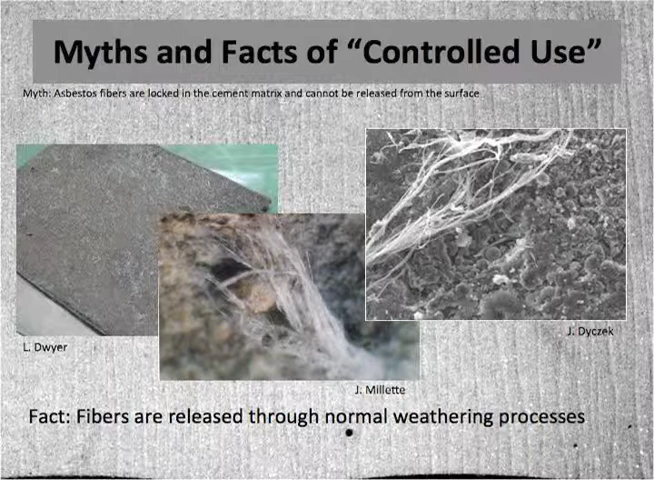 Myths and Facts of “Controlled Use”
Myth: Asbestos fibers are locked in the cement matrix and cannot be released from the surface
L. Dwyer
J. Millette
J. Dyczek
Fact: Fibers are released through normal weathering processes